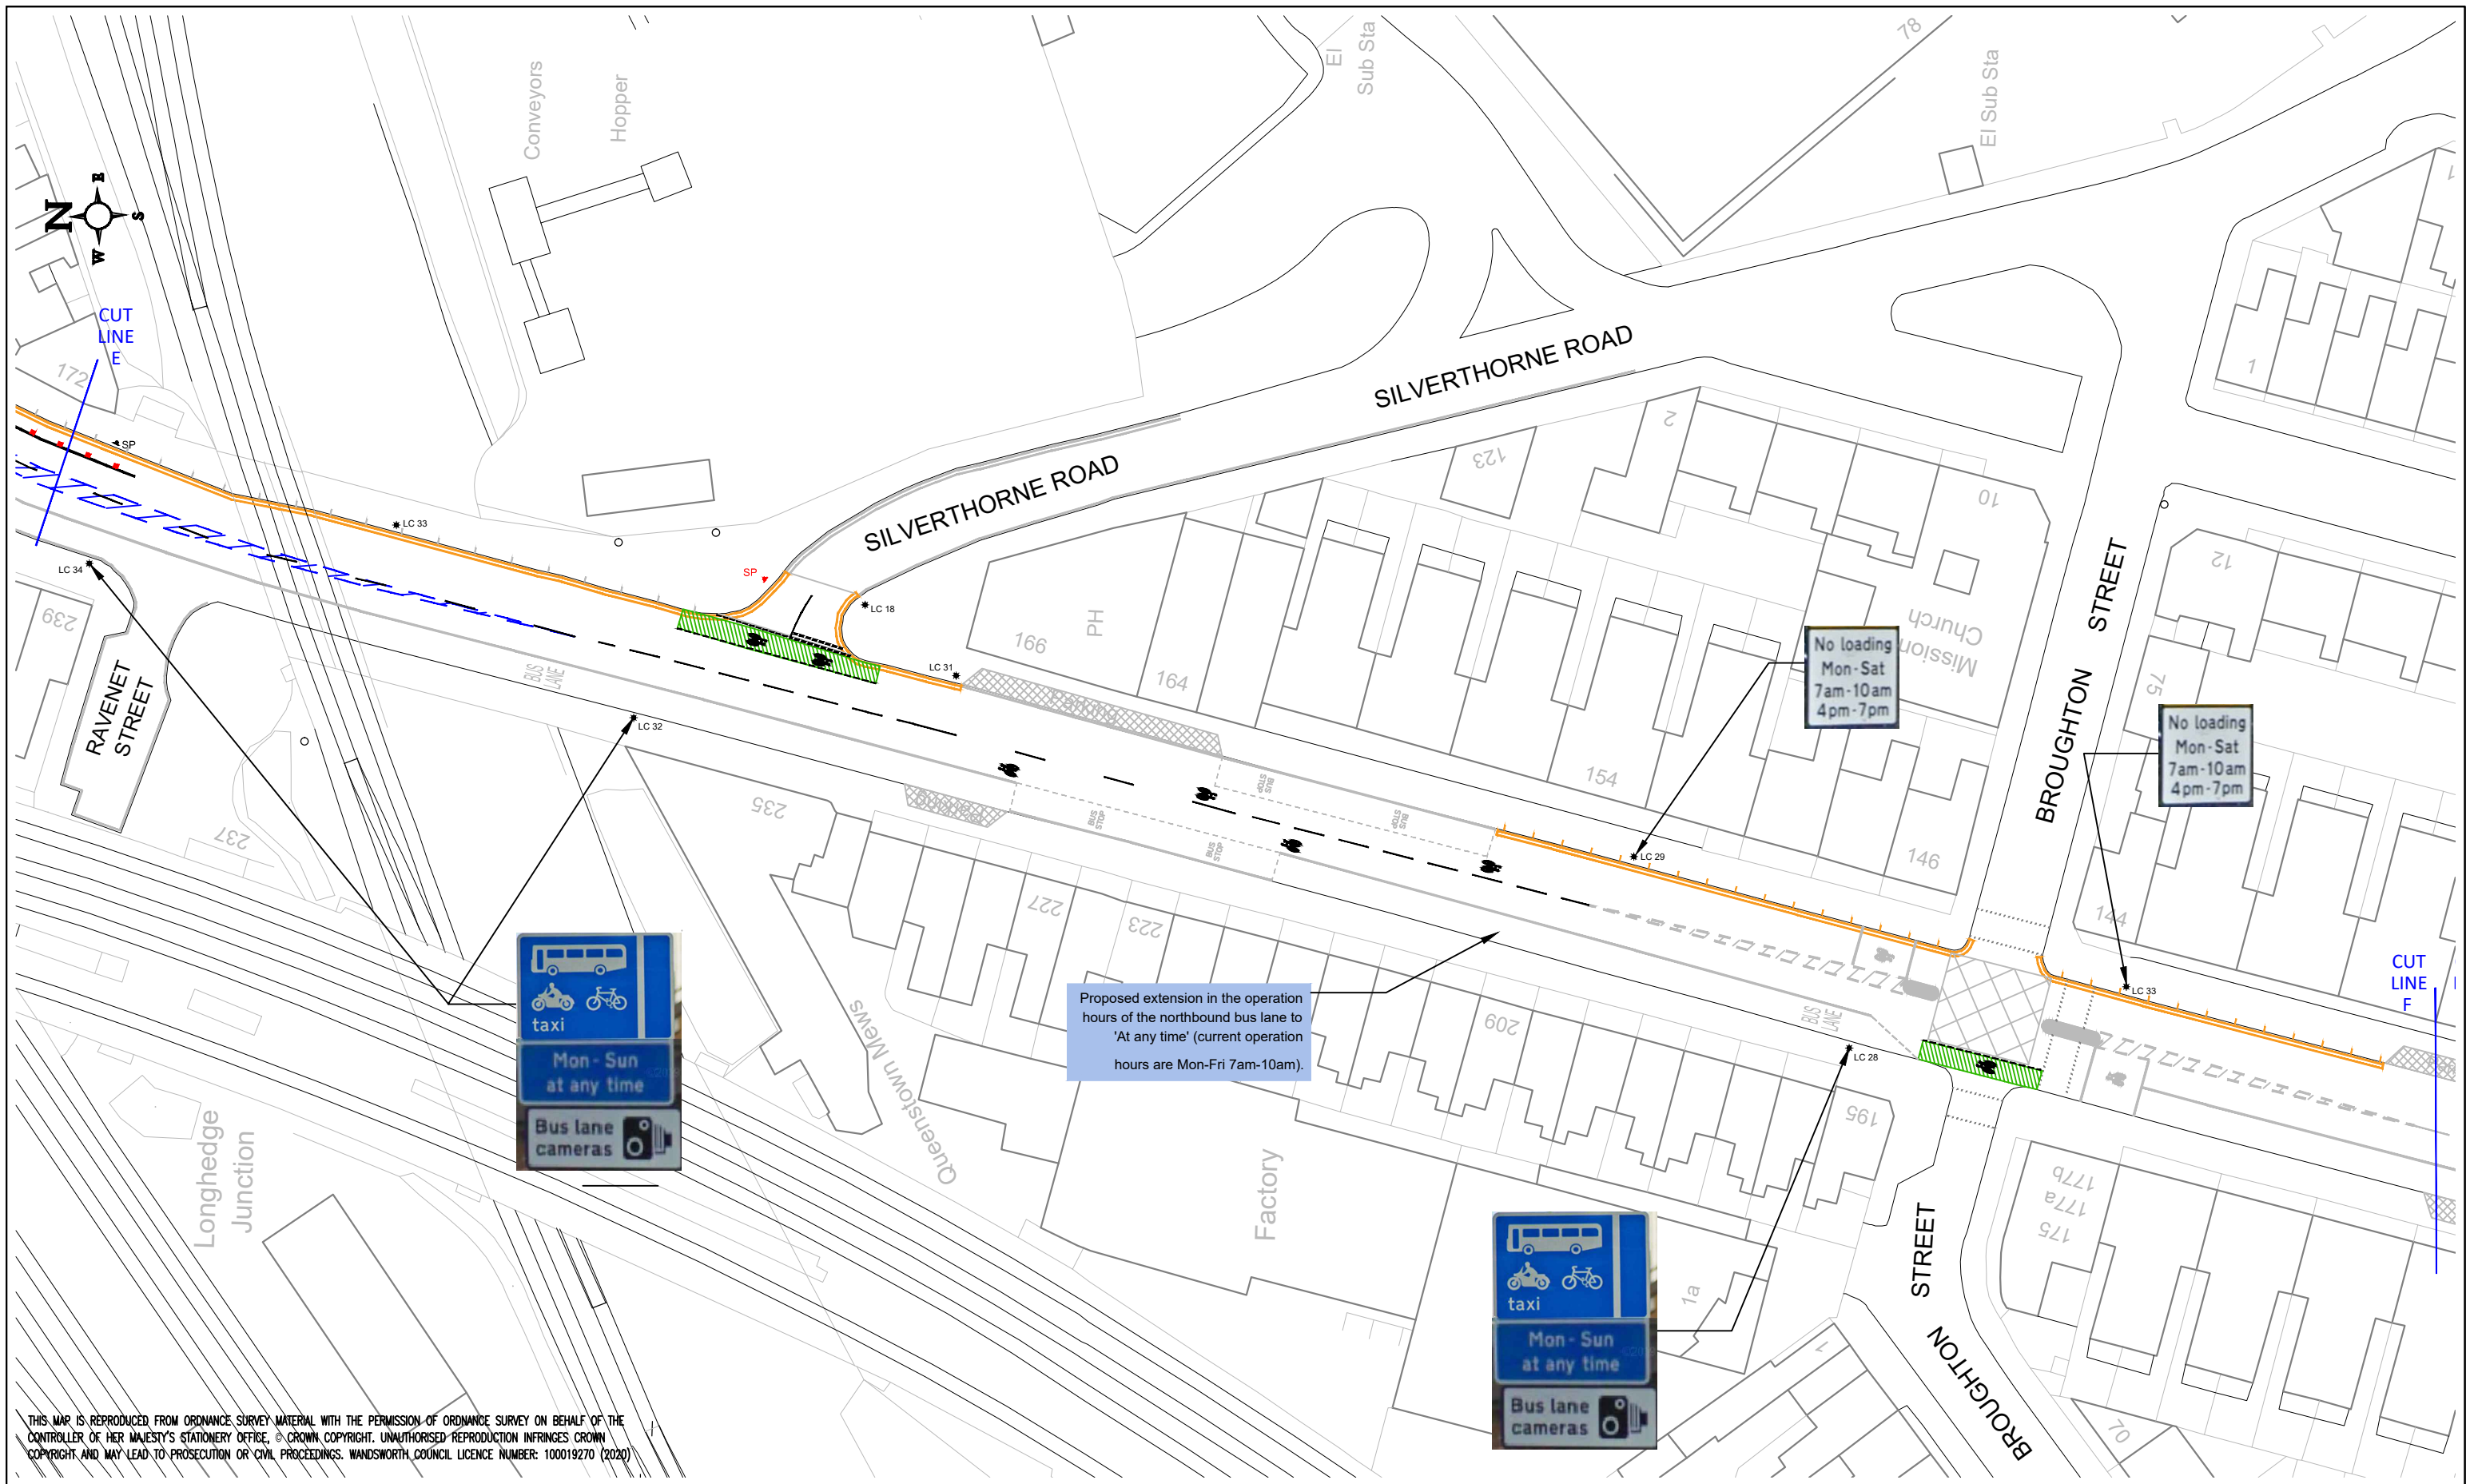 El
Sub Sta
78
El Sub Sta
Conveyors
Hopper
E
N
S
W
CUT
LINE
E
172
SP
SILVERTHORNE ROAD
1
SILVERTHORNE ROAD
2
123
10
Mission
Church
12
75
BROUGHTON STREET
LC 33
LC 34
239
RAVENET
STREET
237
SP
LC 18
LC 31
166
PH
164
154
146
144
BUS
LANE
LC 32
235
BUS
STOP
BUS
STOP
BUS
STOP
BUS
STOP
No loading
Mon-Sat
7am-10am
4pm-7pm
No loading
Mon-Sat
7am-10am
4pm-7pm
LC 29
LC 33
CUT
LINE
F
227
223
209
195
BUS
LANE
LC 28
Proposed extension in the operation
hours of the northbound bus lane to
'At any time' (current operation
hours are Mon-Fri 7am-10am).
Queenstown Mews
Factory
Longhedge
Junction
taxi
Mon - Sun
at any time
Bus lane
cameras
taxi
Mon - Sun
at any time
Bus lane
cameras
1a
1
177b
177a
175
70
BROUGHTON
STREET
THIS MAP IS REPRODUCED FROM ORDNANCE SURVEY MATERIAL WITH THE PERMISSION OF ORDNANCE SURVEY ON BEHALF OF THE
CONTROLLER OF HER MAJESTY'S STATIONERY OFFICE, © CROWN COPYRIGHT. UNAUTHORISED REPRODUCTION INFRINGES CROWN
COPYRIGHT AND MAY LEAD TO PROSECUTION OR CIVIL PROCEEDINGS. WANDSWORTH COUNCIL LICENCE NUMBER: 100019270 (2020)